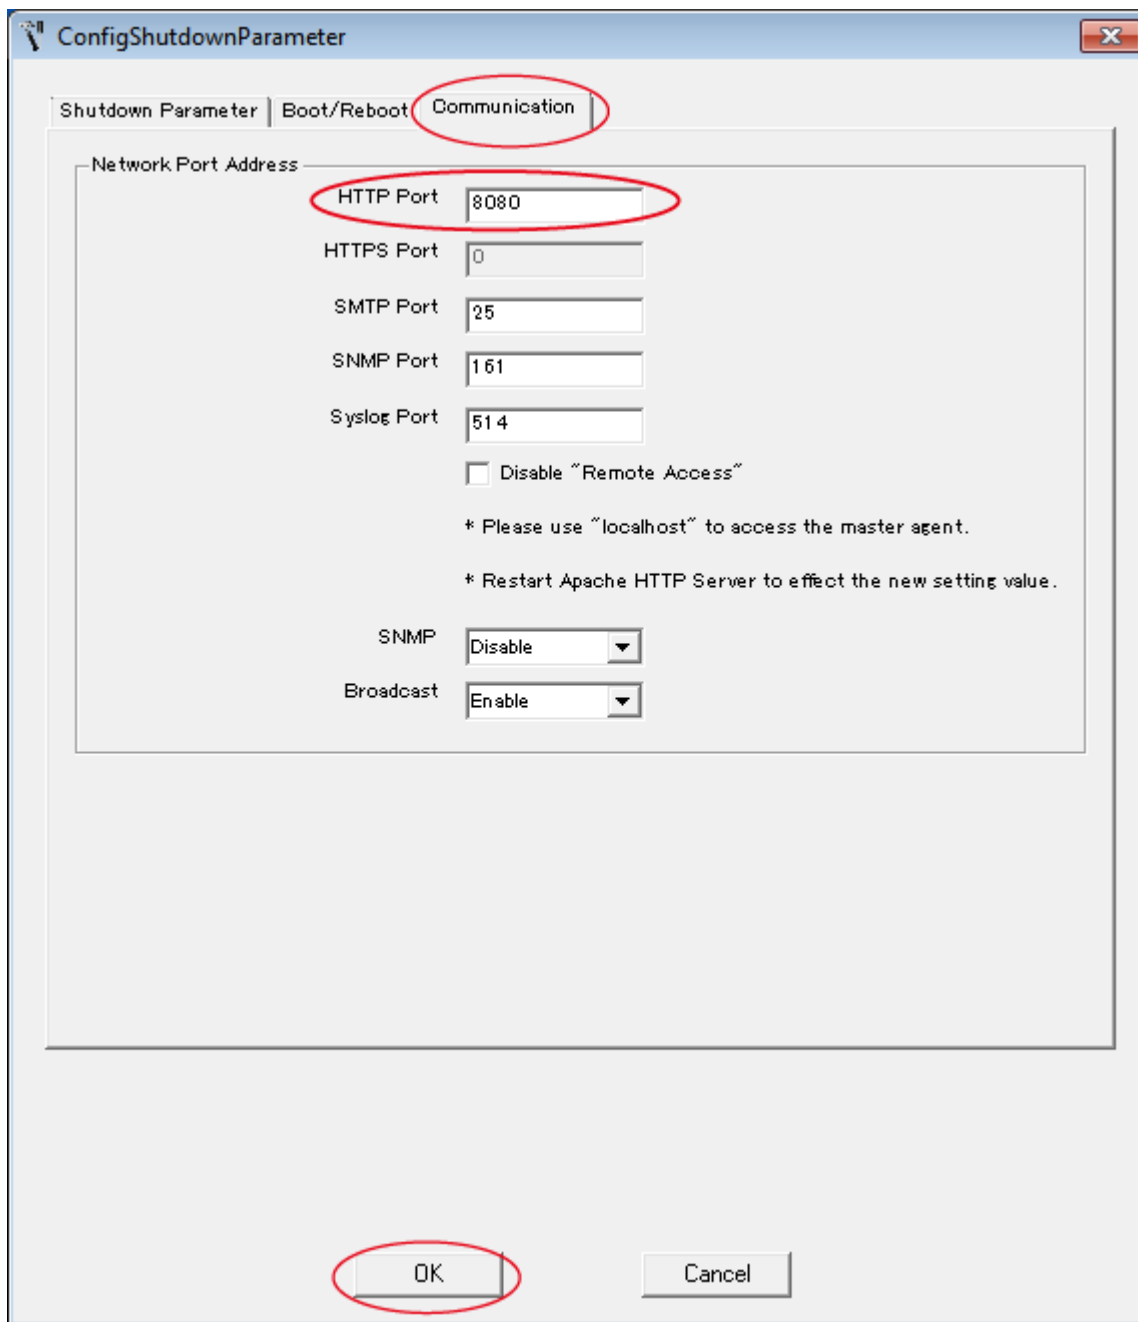 ConfigShutdownParameter
Shutdown Parameter Boot/Reboot Communication
Network Port Address
HTTP Port 8080
HTTPS Port 0
SMTP Port 25
SNMP Port 161
Syslog Port 514
Disable "Remote Access"
* Please use "localhost" to access the master agent.
* Restart Apache HTTP Server to effect the new setting value.
SNMP Disable
Broadcast Enable
OK Cancel